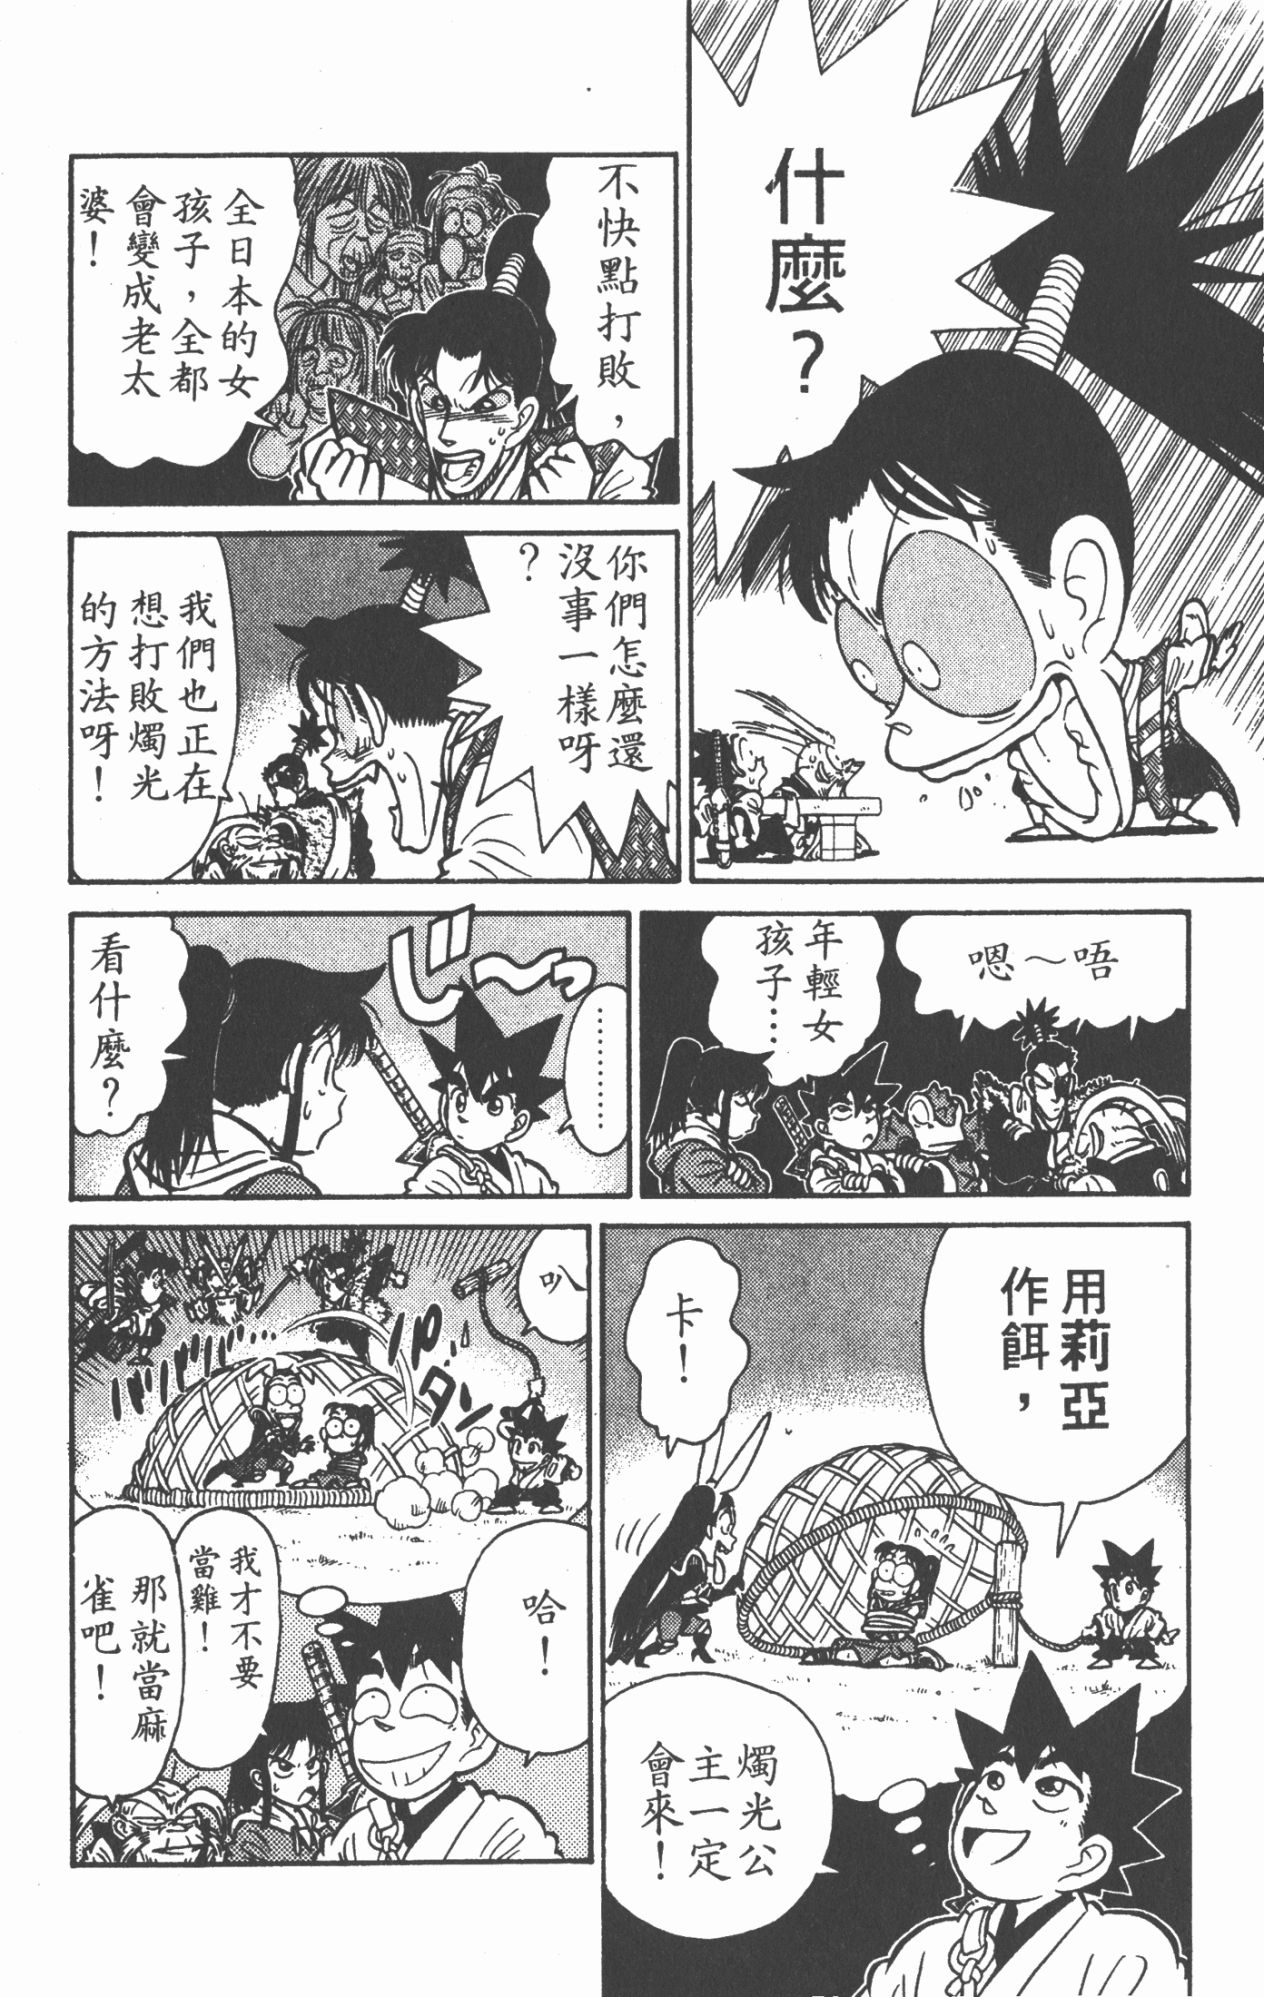 什麼?
不快點打敗，
全日本的女
孩子，全都
會變成老太
婆！
你們怎麼還
沒事一樣呀
?
我們也正在
想打敗燭光
的方法呀！
嗯～唔
年輕女
孩子…
…………
じ～っ
看什麼？
用莉亞
作餌，
卡！
燭光公
主一定
會來！
叭
バタン
哈！
我才不要
當雞！
那就當麻
雀吧！